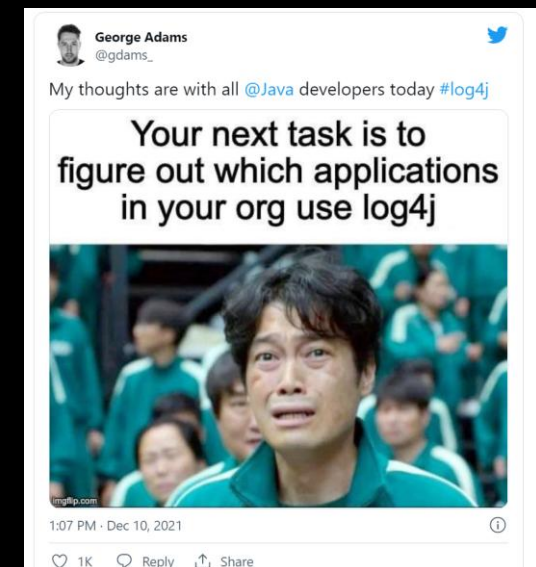 George Adams
@gdams_
My thoughts are with all @Java developers today #log4j
Your next task is to
figure out which applications
in your org use log4j
imgflip.com
1:07 PM · Dec 10, 2021
1K Reply Share